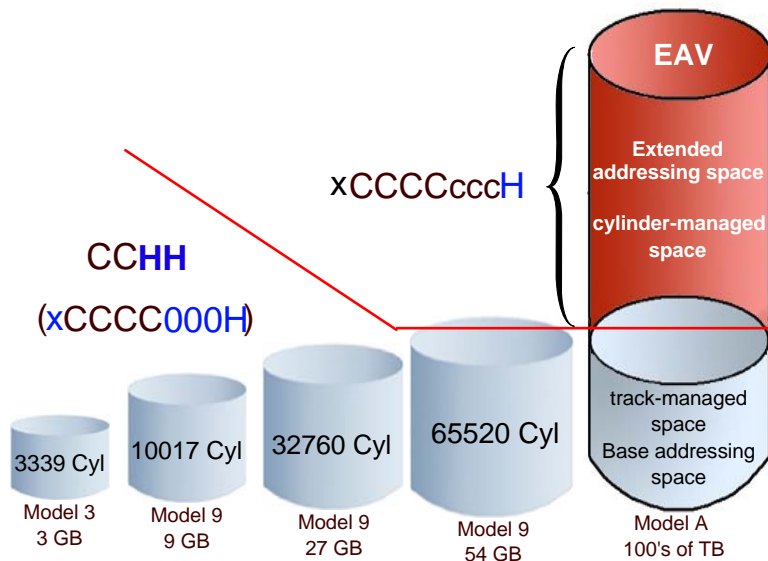 EAV
Extended
addressing space
cylinder-managed
space
xCCCCcccH
CCHH
(xCCCC000H)
3339 Cyl
10017 Cyl
32760 Cyl
65520 Cyl
track-managed
space
Base addressing
space
Model 3
3 GB
Model 9
9 GB
Model 9
27 GB
Model 9
54 GB
Model A
100's of TB